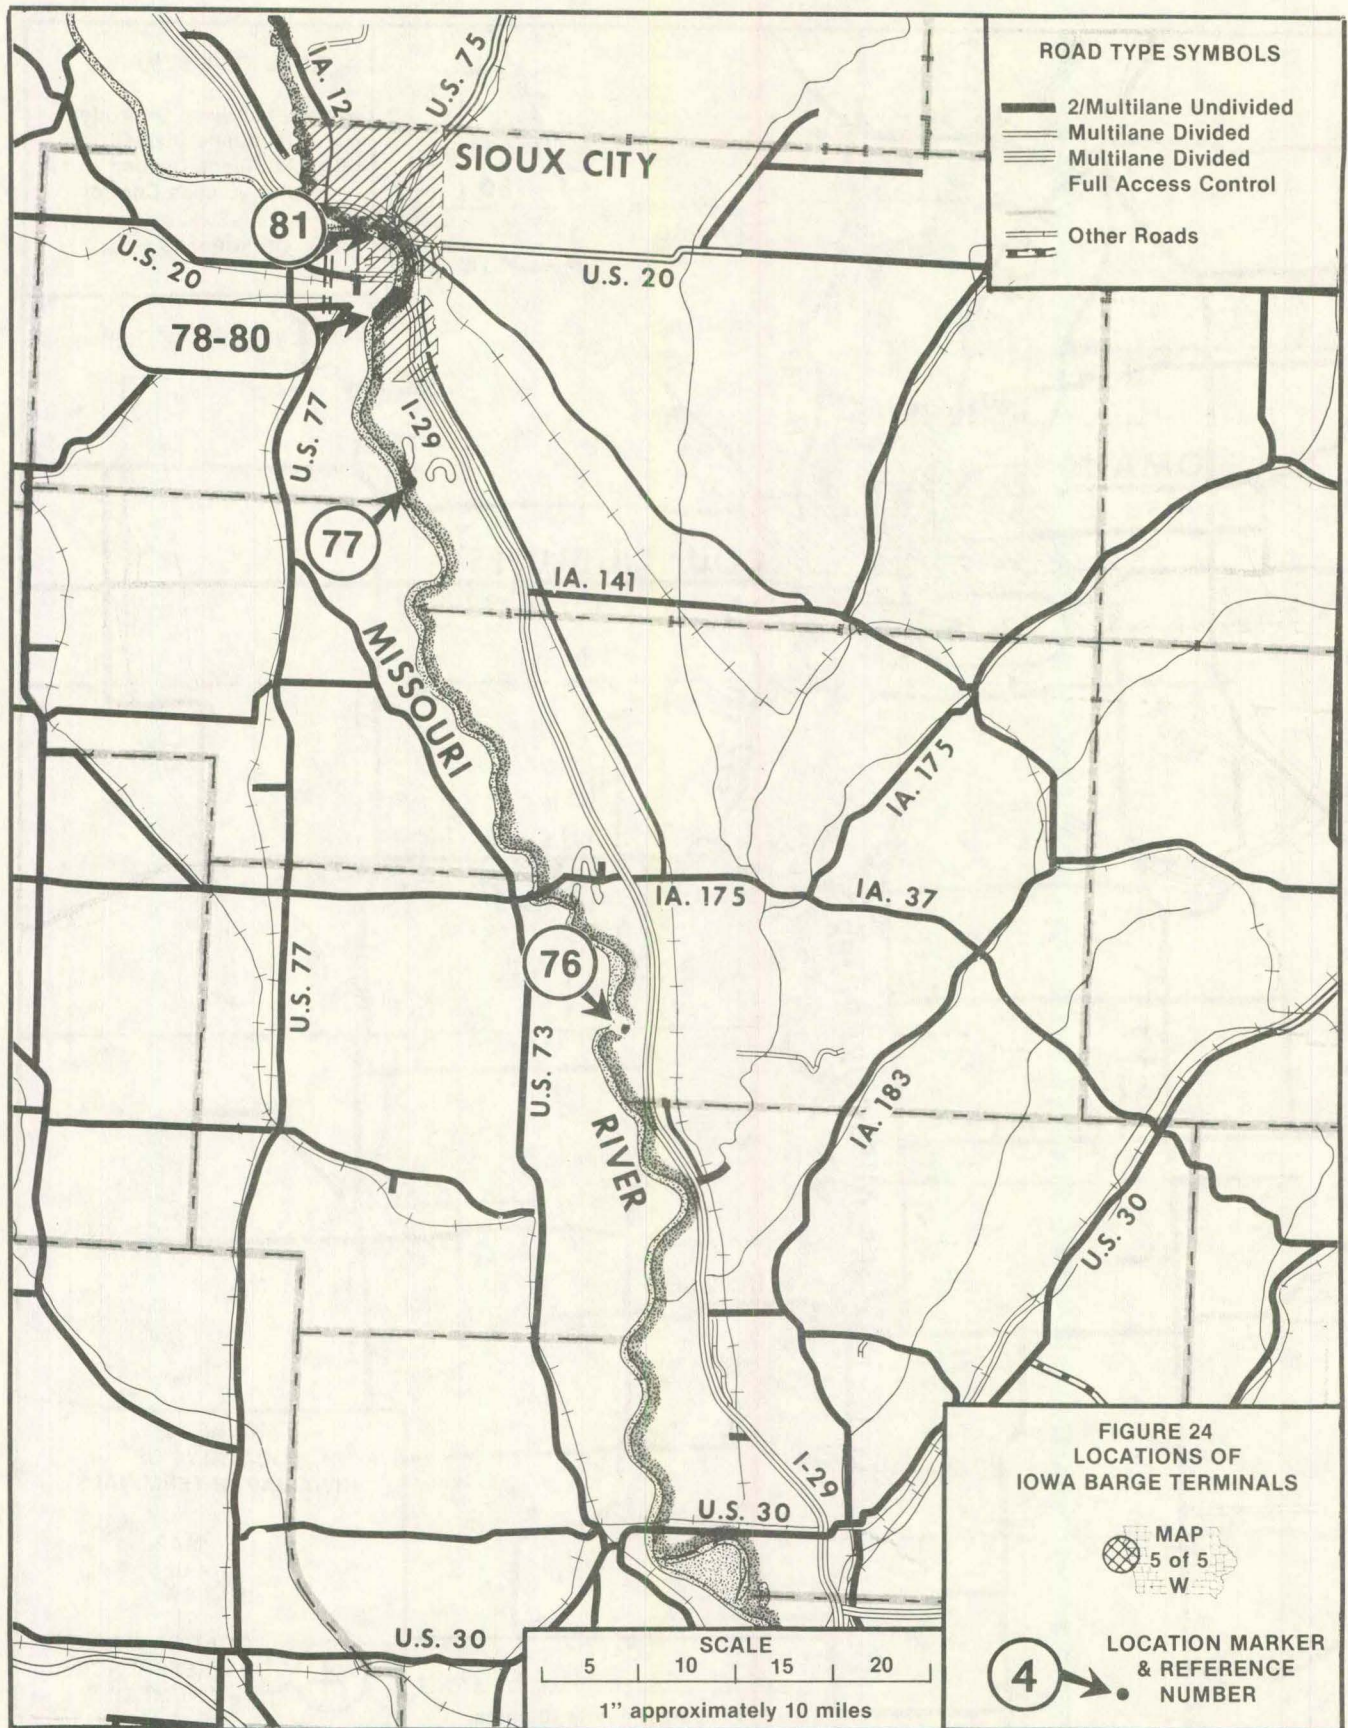 ROAD TYPE SYMBOLS
2/Multilane Undivided
Multilane Divided
Multilane Divided
Full Access Control
Other Roads
IA. 12
U.S. 75
SIOUX CITY
81
U.S. 20
U.S. 20
78-80
U.S. 77
I-29
77
IA. 141
MISSOURI
IA. 175
IA. 175
IA. 37
76
U.S. 77
U.S. 73
RIVER
IA. 183
U.S. 30
I-29
U.S. 30
U.S. 30
SCALE
5 10 15 20
1" approximately 10 miles
FIGURE 24
LOCATIONS OF
IOWA BARGE TERMINALS
MAP
5 of 5
W
4
LOCATION MARKER
& REFERENCE
NUMBER